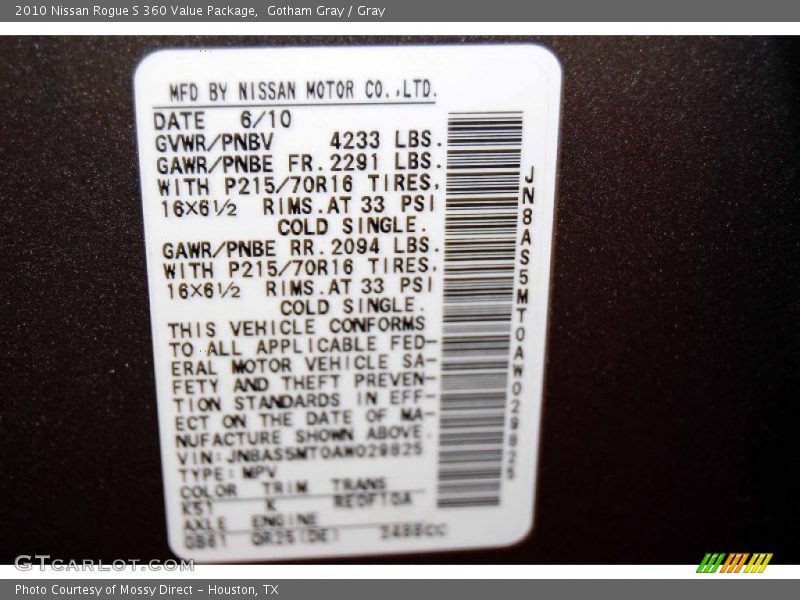 2010 Nissan Rogue S 360 Value Package,  Gotham Gray / Gray
MFD BY NISSAN MOTOR CO.,LTD.
DATE 6/10
GVWR/PNBV 4233 LBS.
GAWR/PNBE FR.2291 LBS.
WITH P215/70R16 TIRES,
16X6½ RIMS.AT 33 PSI
COLD SINGLE.
GAWR/PNBE RR.2094 LBS.
WITH P215/70R16 TIRES,
16X6½ RIMS.AT 33 PSI
COLD SINGLE.
THIS VEHICLE CONFORMS
TO ALL APPLICABLE FED-
ERAL MOTOR VEHICLE SA-
FETY AND THEFT PREVEN-
TION STANDARDS IN EFF-
ECT ON THE DATE OF MA-
NUFACTURE SHOWN ABOVE.
VIN:JN8AS5MT0AW029825
TYPE:MPV
COLOR TRIM TRANS
K51 K RE0F10A
AXLE ENGINE
QR25(DE) 2488CC
JN8AS5MT0AW029825
GTCARLOT.COM
Photo Courtesy of Mossy Direct - Houston, TX